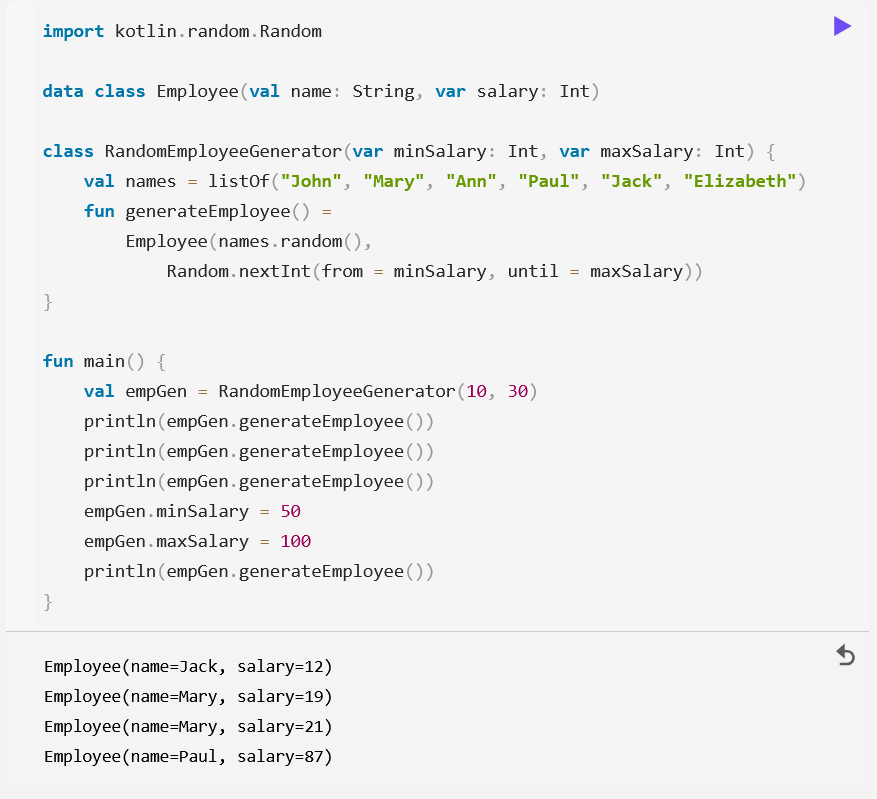 import kotlin.random.Random

data class Employee(val name: String, var salary: Int)

class RandomEmployeeGenerator(var minSalary: Int, var maxSalary: Int) {
    val names = listOf("John", "Mary", "Ann", "Paul", "Jack", "Elizabeth")
    fun generateEmployee() =
        Employee(names.random(),
            Random.nextInt(from = minSalary, until = maxSalary))
}

fun main() {
    val empGen = RandomEmployeeGenerator(10, 30)
    println(empGen.generateEmployee())
    println(empGen.generateEmployee())
    println(empGen.generateEmployee())
    empGen.minSalary = 50
    empGen.maxSalary = 100
    println(empGen.generateEmployee())
}
Employee(name=Jack, salary=12)
Employee(name=Mary, salary=19)
Employee(name=Mary, salary=21)
Employee(name=Paul, salary=87)